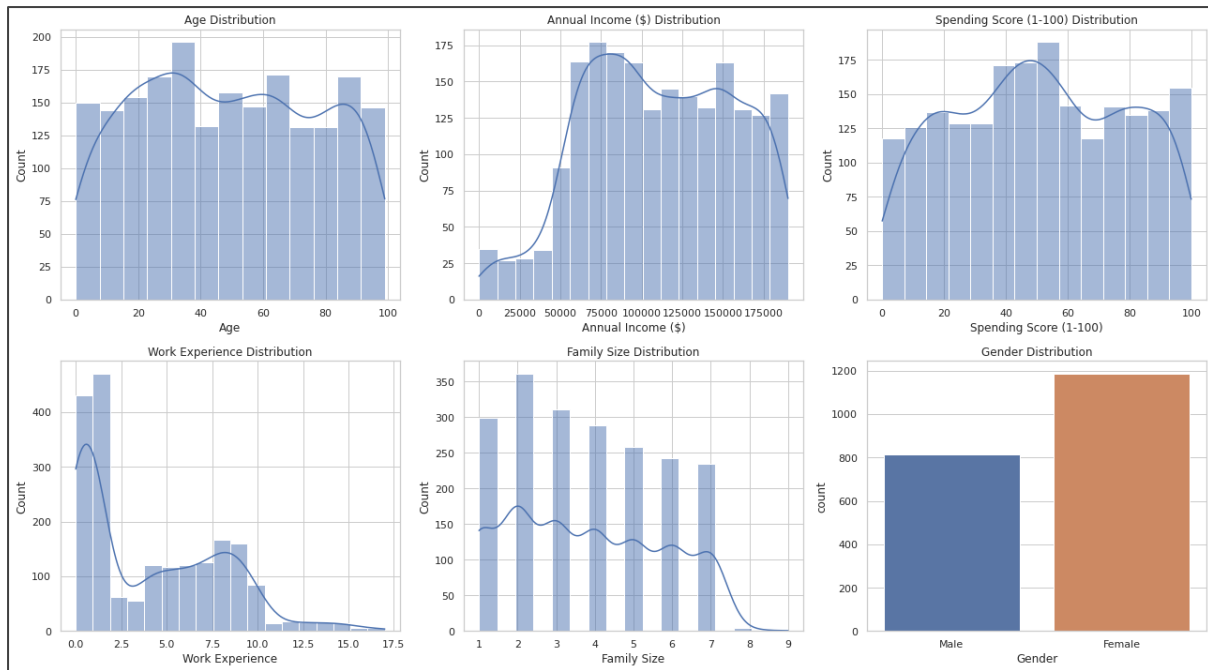 Age Distribution
200
175
150
125
100
75
50
25
0
Count
0 20 40 60 80 100
Age
Annual Income ($) Distribution
175
150
125
100
75
50
25
0
Count
0 25000 50000 75000 100000 125000 150000 175000
Annual Income ($)
Spending Score (1-100) Distribution
175
150
125
100
75
50
25
0
Count
0 20 40 60 80 100
Spending Score (1-100)
Work Experience Distribution
400
300
200
100
0
Count
0.0 2.5 5.0 7.5 10.0 12.5 15.0 17.5
Work Experience
Family Size Distribution
350
300
250
200
150
100
50
0
Count
1 2 3 4 5 6 7 8 9
Family Size
Gender Distribution
1200
1000
800
600
400
200
0
count
Male Female
Gender